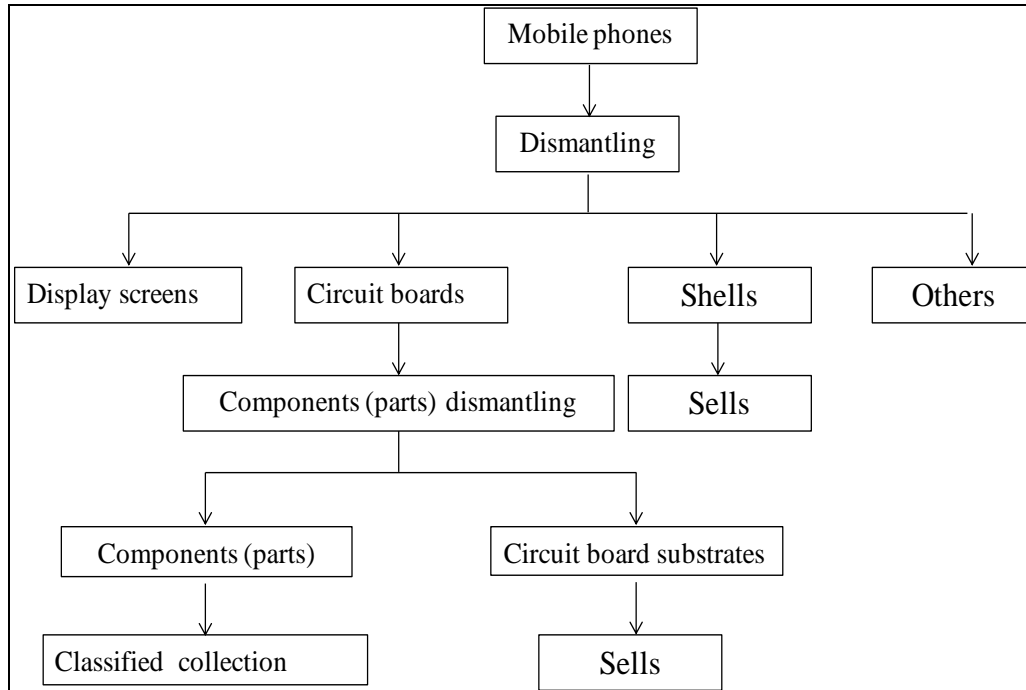 Mobile phones
Dismantling
Display screens
Circuit boards
Shells
Others
Components (parts) dismantling
Sells
Components (parts)
Circuit board substrates
Classified collection
Sells